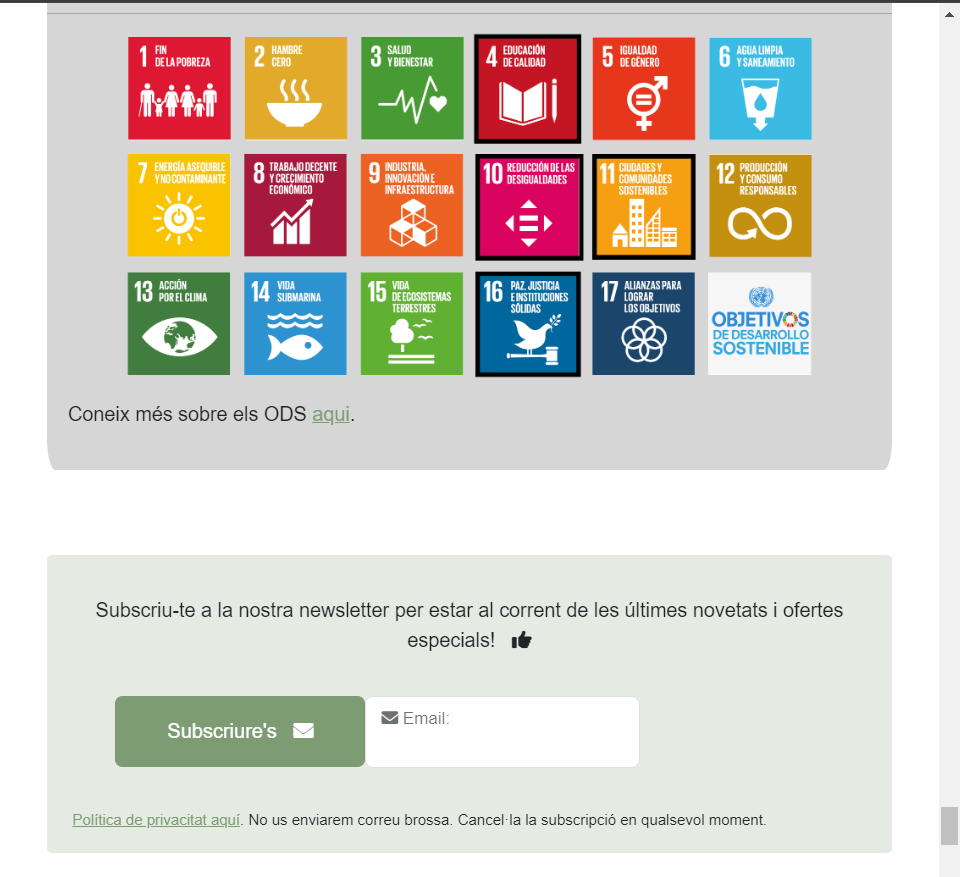 1 FIN
DE LA POBREZA
2 HAMBRE
CERO
3 SALUD
Y BIENESTAR
4 EDUCACIÓN
DE CALIDAD
5 IGUALDAD
DE GÉNERO
6 AGUA LIMPIA
Y SANEAMIENTO
7 ENERGÍA ASEQUIBLE
Y NO CONTAMINANTE
8 TRABAJO DECENTE
Y CRECIMIENTO
ECONÓMICO
9 INDUSTRIA,
INNOVACIÓN E
INFRAESTRUCTURA
10 REDUCCIÓN DE LAS
DESIGUALDADES
11 CIUDADES Y
COMUNIDADES
SOSTENIBLES
12 PRODUCCIÓN
Y CONSUMO
RESPONSABLES
13 ACCIÓN
POR EL CLIMA
14 VIDA
SUBMARINA
15 VIDA
DE ECOSISTEMAS
TERRESTRES
16 PAZ, JUSTICIA
E INSTITUCIONES
SÓLIDAS
17 ALIANZAS PARA
LOGRAR
LOS OBJETIVOS
OBJETIVOS
DE DESARROLLO
SOSTENIBLE
Coneix més sobre els ODS aqui.
Subscriu-te a la nostra newsletter per estar al corrent de les últimes novetats i ofertes
especials!
Subscriure's
Email:
Política de privacitat aquí. No us enviarem correu brossa. Cancel·la la subscripció en qualsevol moment.